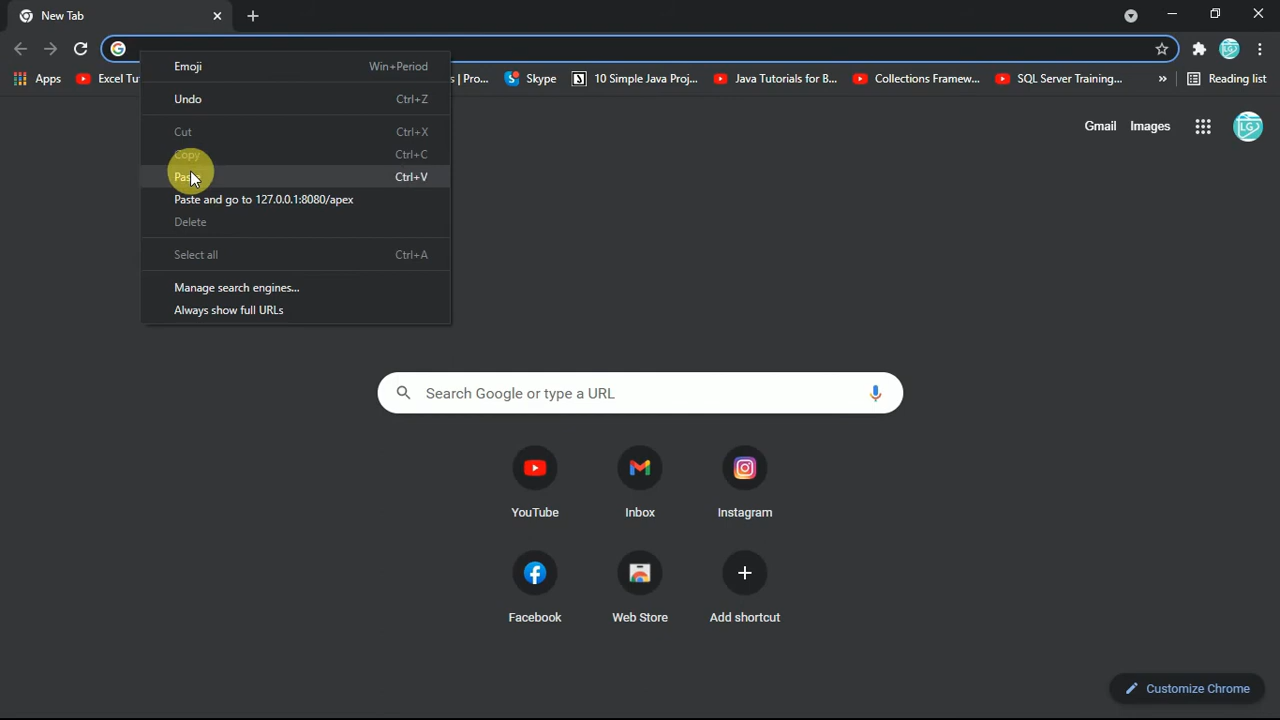 New Tab
Apps Excel Tu s | Pro... Skype 10 Simple Java Proj... Java Tutorials for B... Collections Framew... SQL Server Training... » Reading list
Emoji Win+Period
Undo Ctrl+Z
Cut Ctrl+X
Copy Ctrl+C
Paste Ctrl+V
Paste and go to 127.0.0.1:8080/apex
Delete
Select all Ctrl+A
Manage search engines...
Always show full URLs
Gmail Images LG
Search Google or type a URL
YouTube Inbox Instagram
Facebook Web Store Add shortcut
Customize Chrome